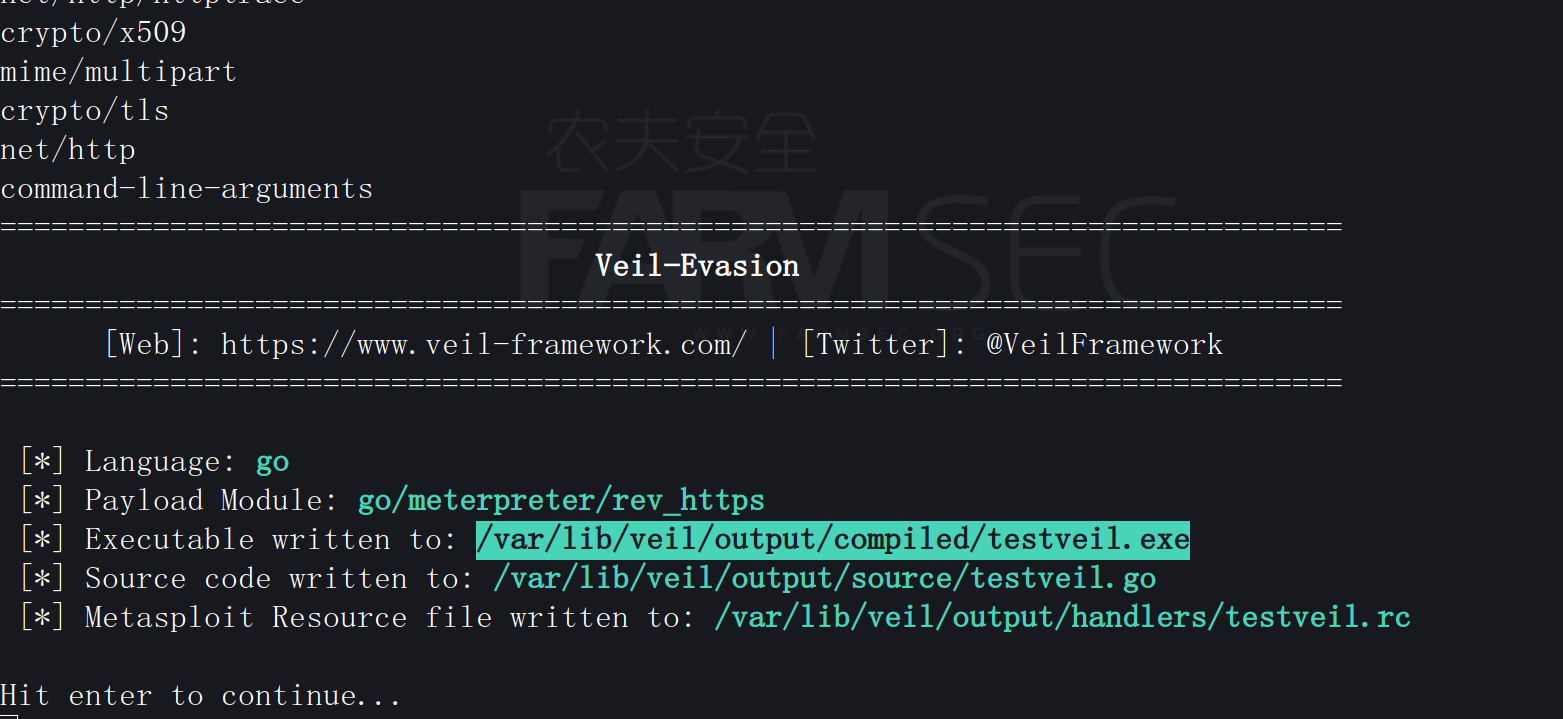 net/http/httptrace
crypto/x509
mime/multipart
crypto/tls
net/http
command-line-arguments
农夫安全
FARMSEC
WWW.FARMSEC.ORG
===============================================================================
Veil-Evasion
===============================================================================
[Web]: https://www.veil-framework.com/ | [Twitter]: @VeilFramework
===============================================================================
[*] Language: go
[*] Payload Module: go/meterpreter/rev_https
[*] Executable written to: /var/lib/veil/output/compiled/testveil.exe
[*] Source code written to: /var/lib/veil/output/source/testveil.go
[*] Metasploit Resource file written to: /var/lib/veil/output/handlers/testveil.rc
Hit enter to continue...